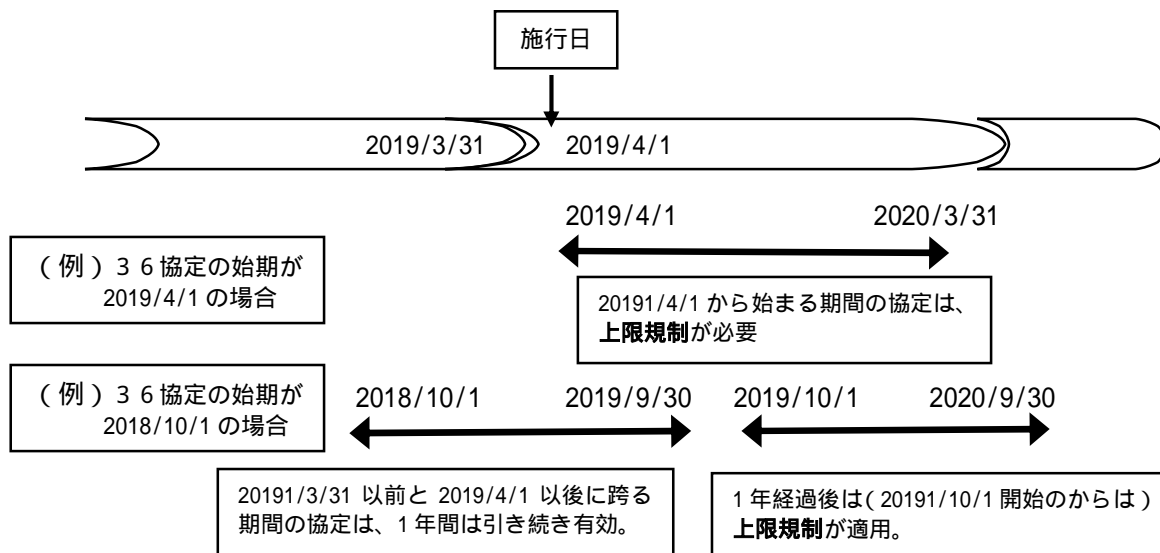 施行日
2019/3/31
2019/4/1
2019/4/1
2020/3/31
(例)36協定の始期が
2019/4/1の場合
20191/4/1から始まる期間の協定は、
上限規制が必要
(例)36協定の始期が
2018/10/1の場合
2018/10/1
2019/9/30
2019/10/1
2020/9/30
20191/3/31以前と2019/4/1以後に跨る
期間の協定は、1年間は引き続き有効。
1年経過後は(20191/10/1開始のからは)
上限規制が適用。